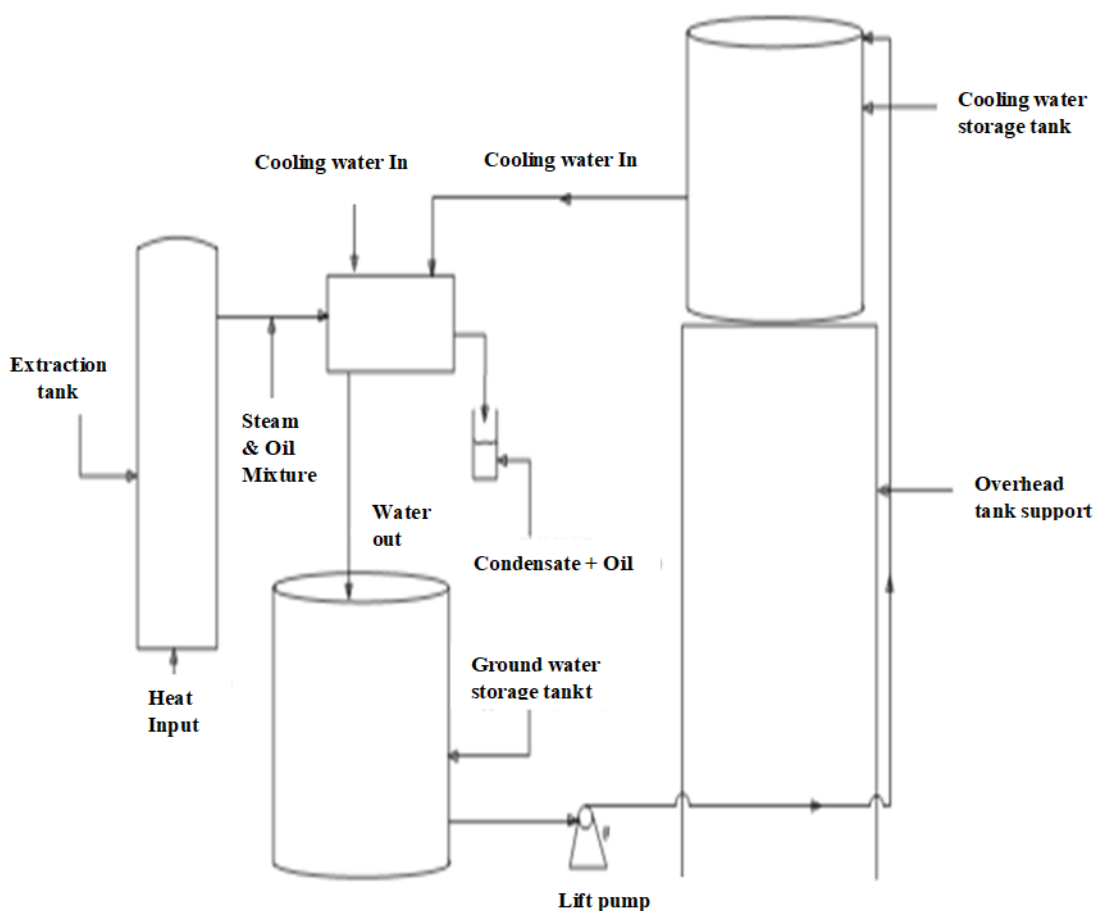 Cooling water
storage tank
Cooling water In
Cooling water In
Extraction
tank
Steam
& Oil
Mixture
Overhead
tank support
Water
out
Condensate + Oil
Ground water
storage tankt
Heat
Input
Lift pump